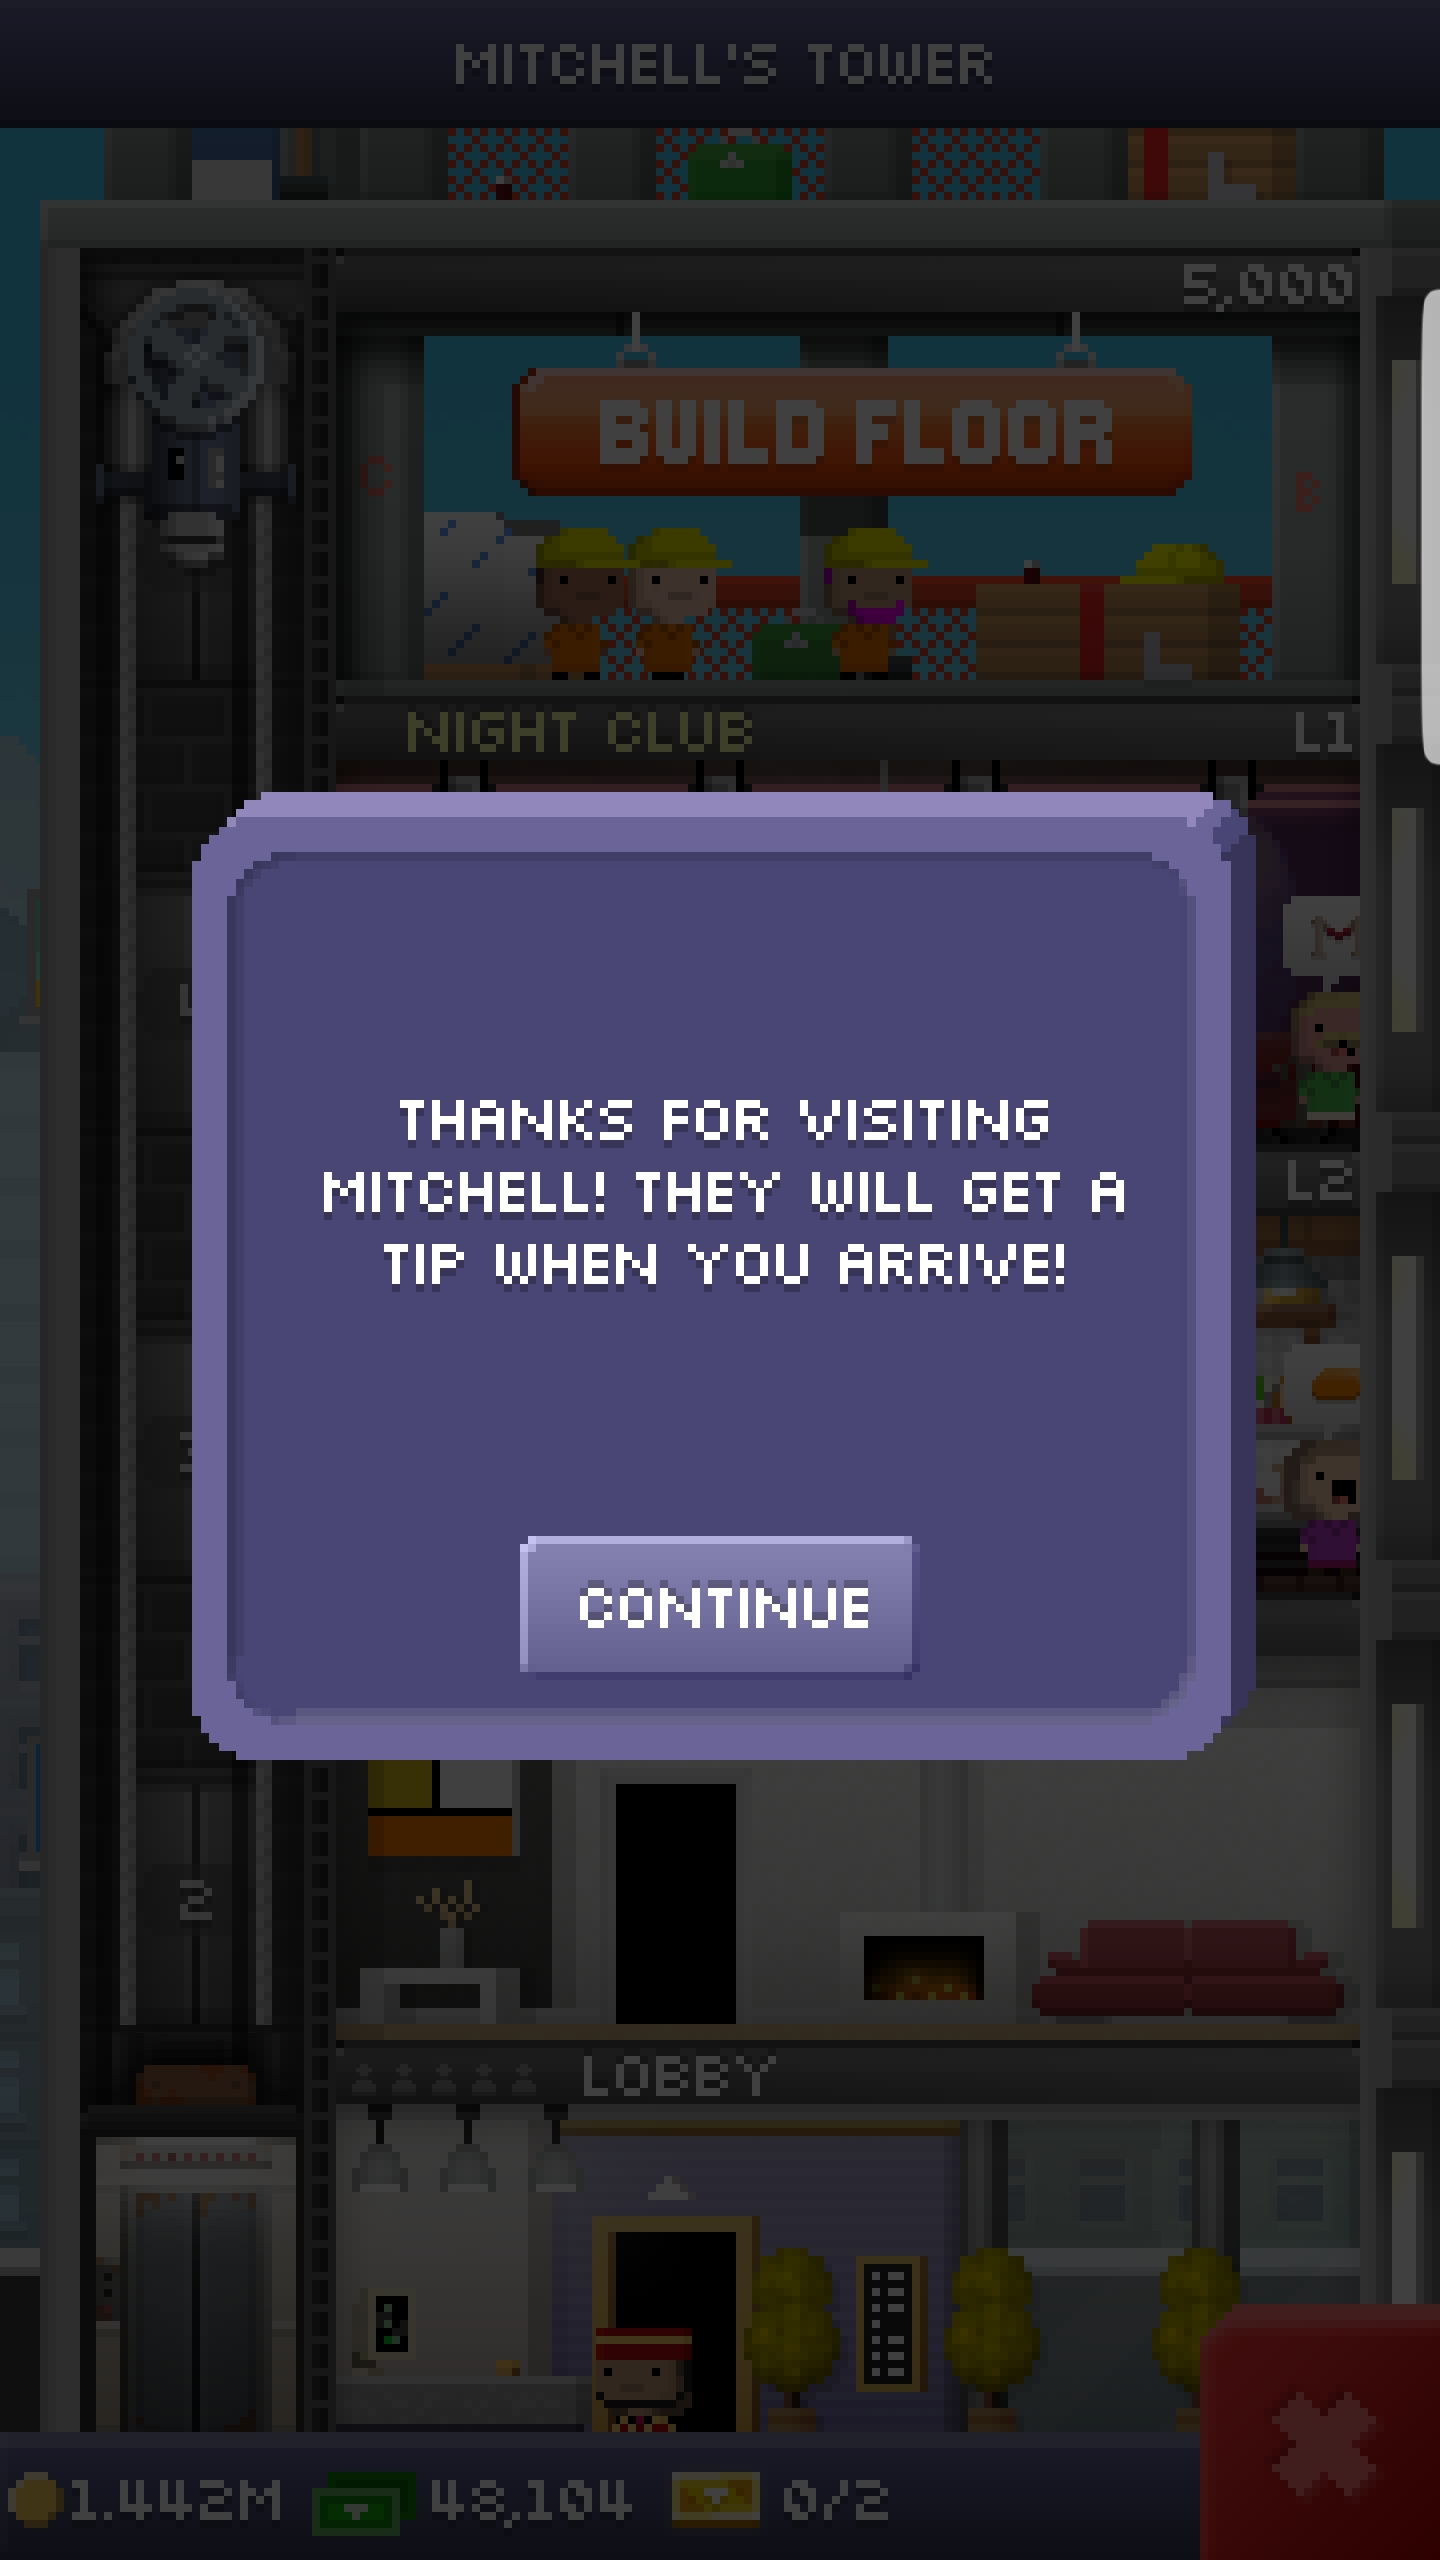 MITCHELL'S TOWER
5,000
C
BUILD FLOOR
B
NIGHT CLUB
L1
M
THANKS FOR VISITING
MITCHELL! THEY WILL GET A
TIP WHEN YOU ARRIVE!
L2
CONTINUE
2
LOBBY
1.442M
48,104
0/2